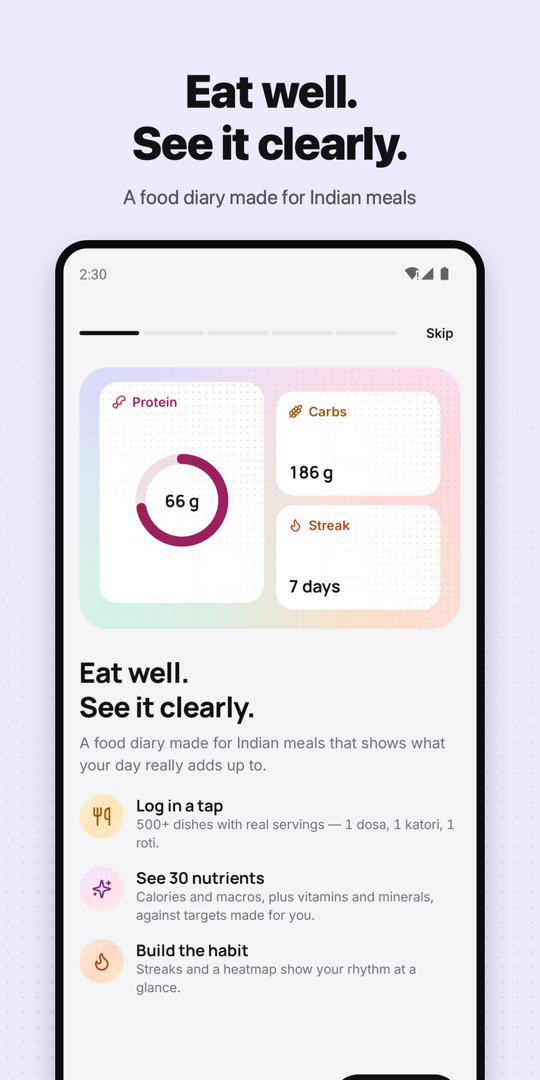 Eat well.
See it clearly.
A food diary made for Indian meals
2:30
Skip
Protein
66 g
Carbs
186 g
Streak
7 days
Eat well.
See it clearly.
A food diary made for Indian meals that shows what
your day really adds up to.
Log in a tap
500+ dishes with real servings — 1 dosa, 1 katori, 1
roti.
See 30 nutrients
Calories and macros, plus vitamins and minerals,
against targets made for you.
Build the habit
Streaks and a heatmap show your rhythm at a
glance.